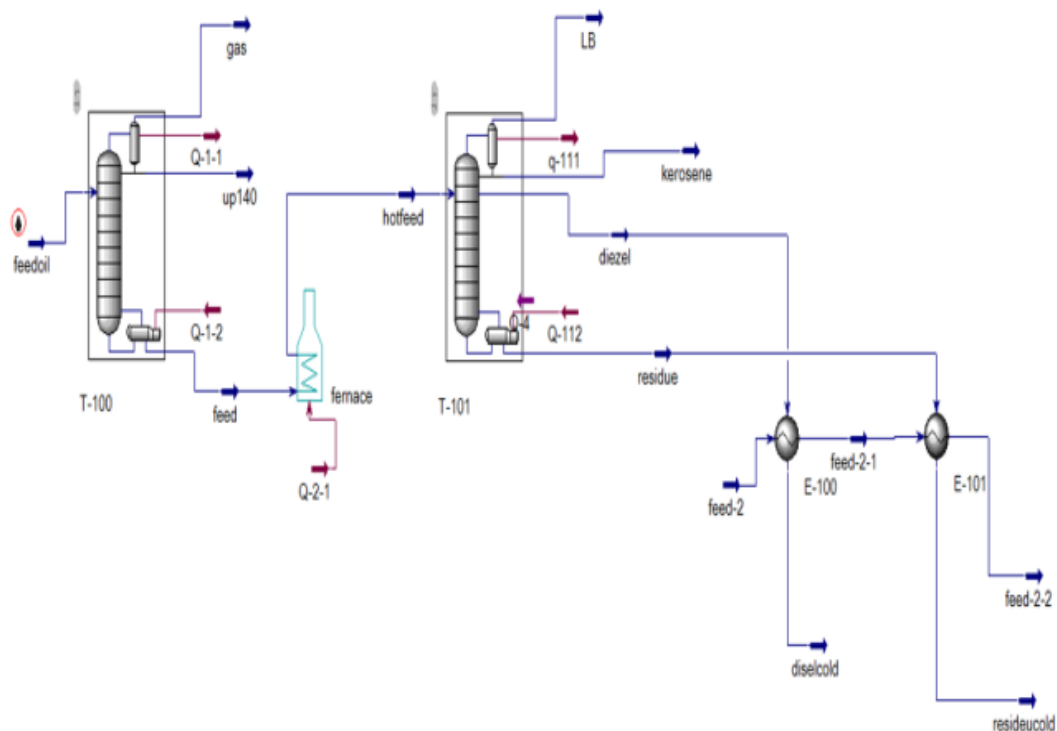 gas
LB
Q-1-1
q-111
up140
kerosene
feedoil
hotfeed
diezel
Q-1-2
Q-4
Q-112
T-100
feed
fernace
T-101
residue
Q-2-1
feed-2
E-100
feed-2-1
E-101
feed-2-2
diselcold
resideucold